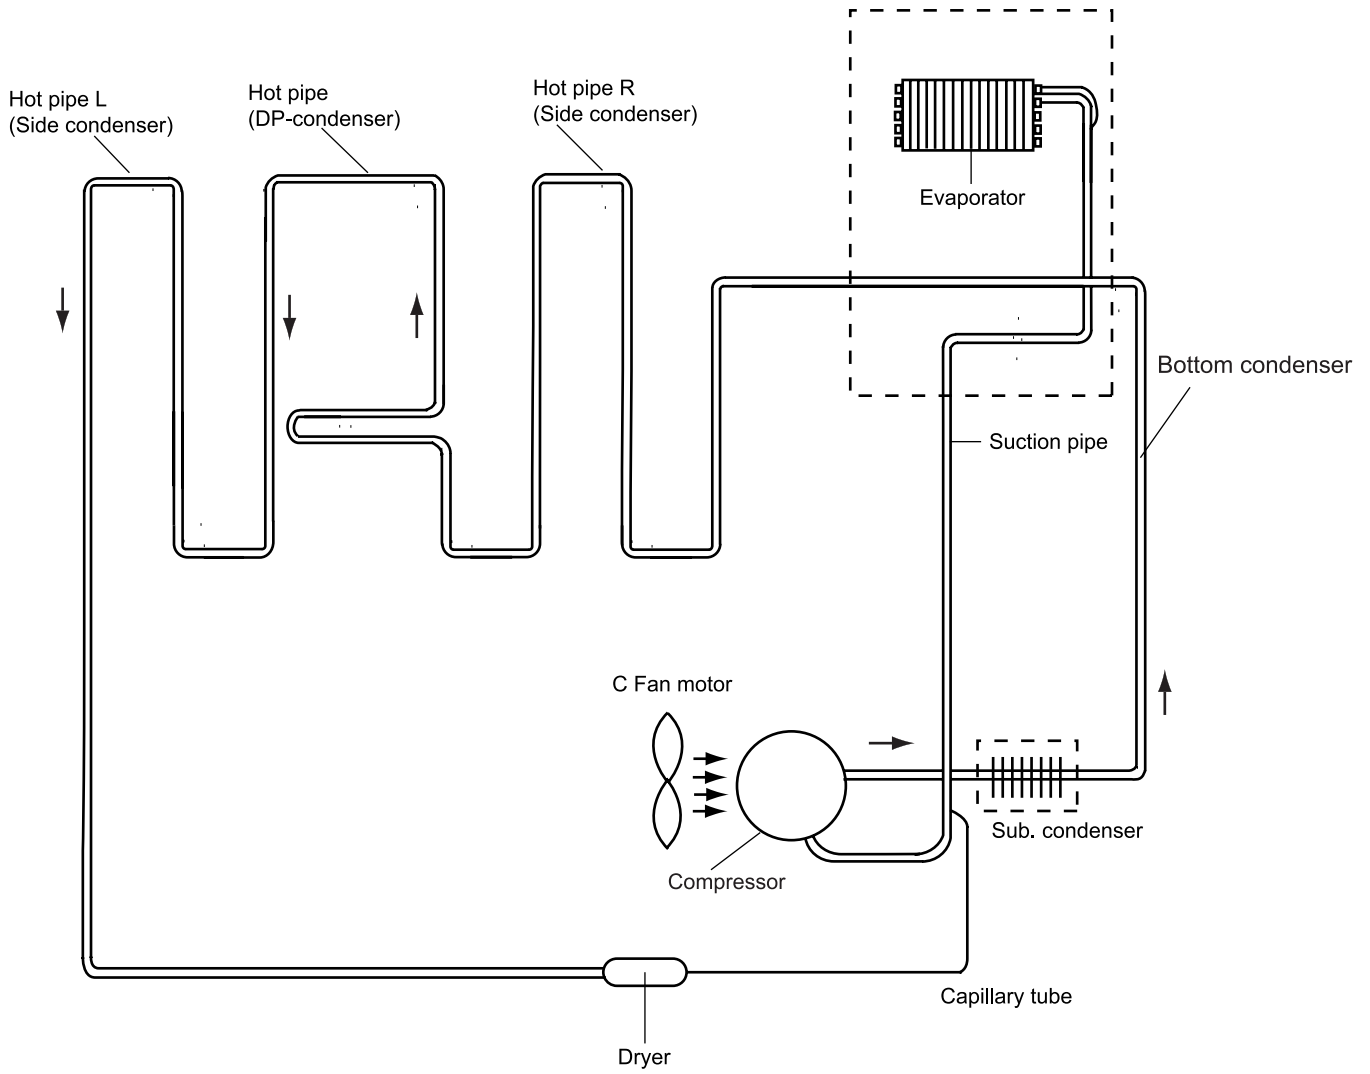 Hot pipe L
(Side condenser)
Hot pipe
(DP-condenser)
Hot pipe R
(Side condenser)
Evaporator
Bottom condenser
Suction pipe
C Fan motor
Sub. condenser
Compressor
Capillary tube
Dryer